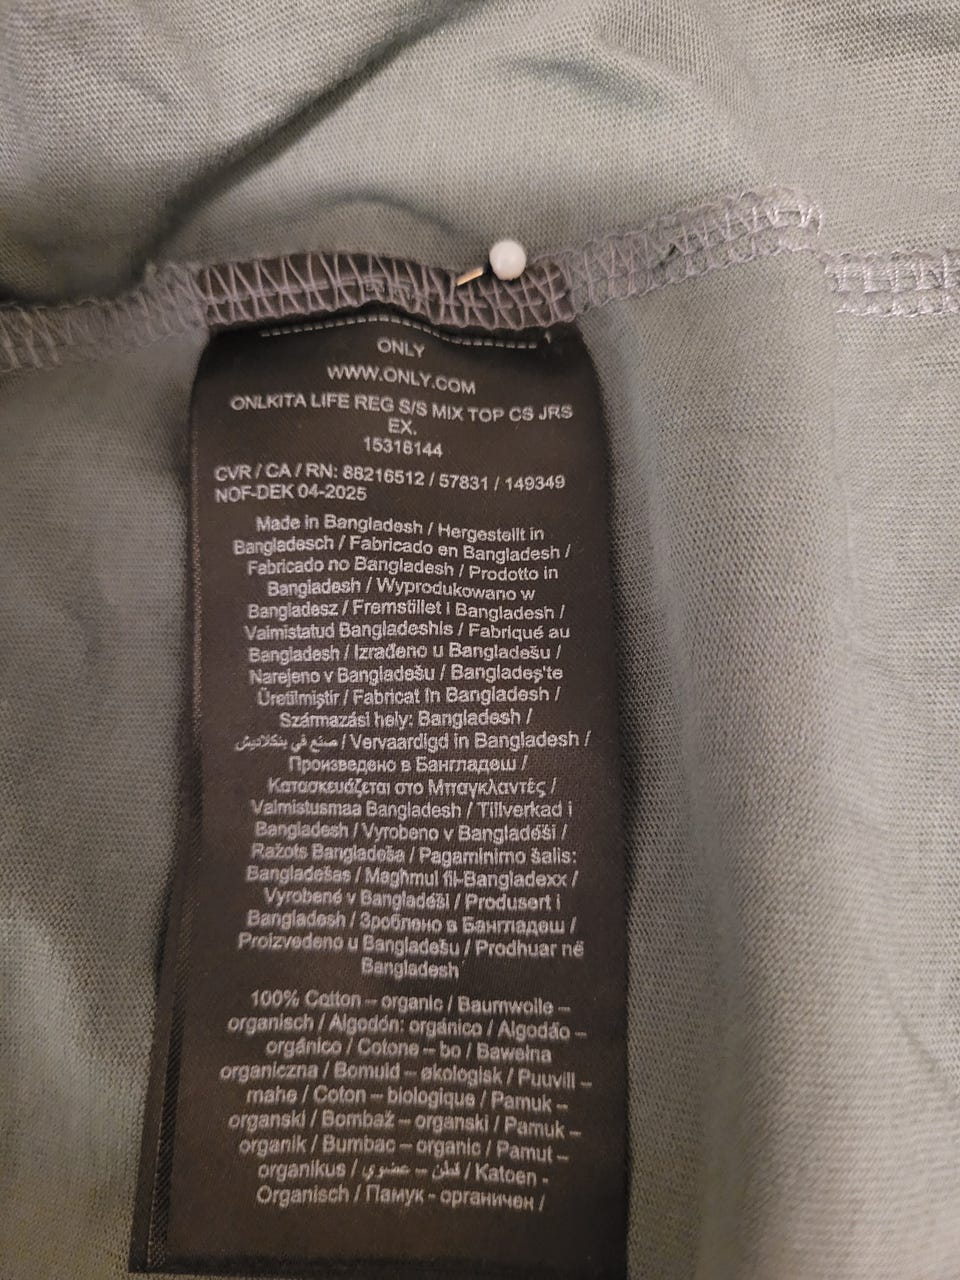 ONLY
WWW.ONLY.COM
ONLKITA LIFE REG S/S MIX TOP CS JRS
EX.
15318144
CVR / CA / RN: 88216512 / 57831 / 149349
NOF-DEK 04-2025
Made in Bangladesh / Hergestellt in
Bangladesch / Fabricado en Bangladesh /
Fabricado no Bangladesh / Prodotto in
Bangladesh / Wyprodukowano w
Bangladesz / Fremstillet i Bangladesh /
Valmistatud Bangladeshis / Fabriqué au
Bangladesh / Izrađeno u Bangladešu /
Narejeno v Bangladešu / Bangladeş'te
Üretilmiştir / Fabricat în Bangladesh /
Származási hely: Bangladesh /
صنع في بنكلاديش / Vervaardigd in Bangladesh /
Произведено в Бангладеш /
Κατασκευάζεται στο Μπαγκλαντές /
Valmistusmaa Bangladesh / Tillverkad i
Bangladesh / Vyrobeno v Bangladéši /
Ražots Bangladeša / Pagaminimo šalis:
Bangladešas / Maghmul fil-Bangladexx /
Vyrobené v Bangladéši / Produsert i
Bangladesh / Зроблено в Бангладеш /
Proizvedeno u Bangladešu / Prodhuar në
Bangladesh
100% Cotton – organic / Baumwolle –
organisch / Algodón: orgánico / Algodão –
orgânico / Cotone – bo / Bawełna
organiczna / Bomuld – økologisk / Puuvill –
mahe / Coton – biologique / Pamuk –
organski / Bombaž – organski / Pamuk –
organik / Bumbac – organic / Pamut –
organikus / قطن – عضوي / Katoen -
Organisch / Памук - органичен /